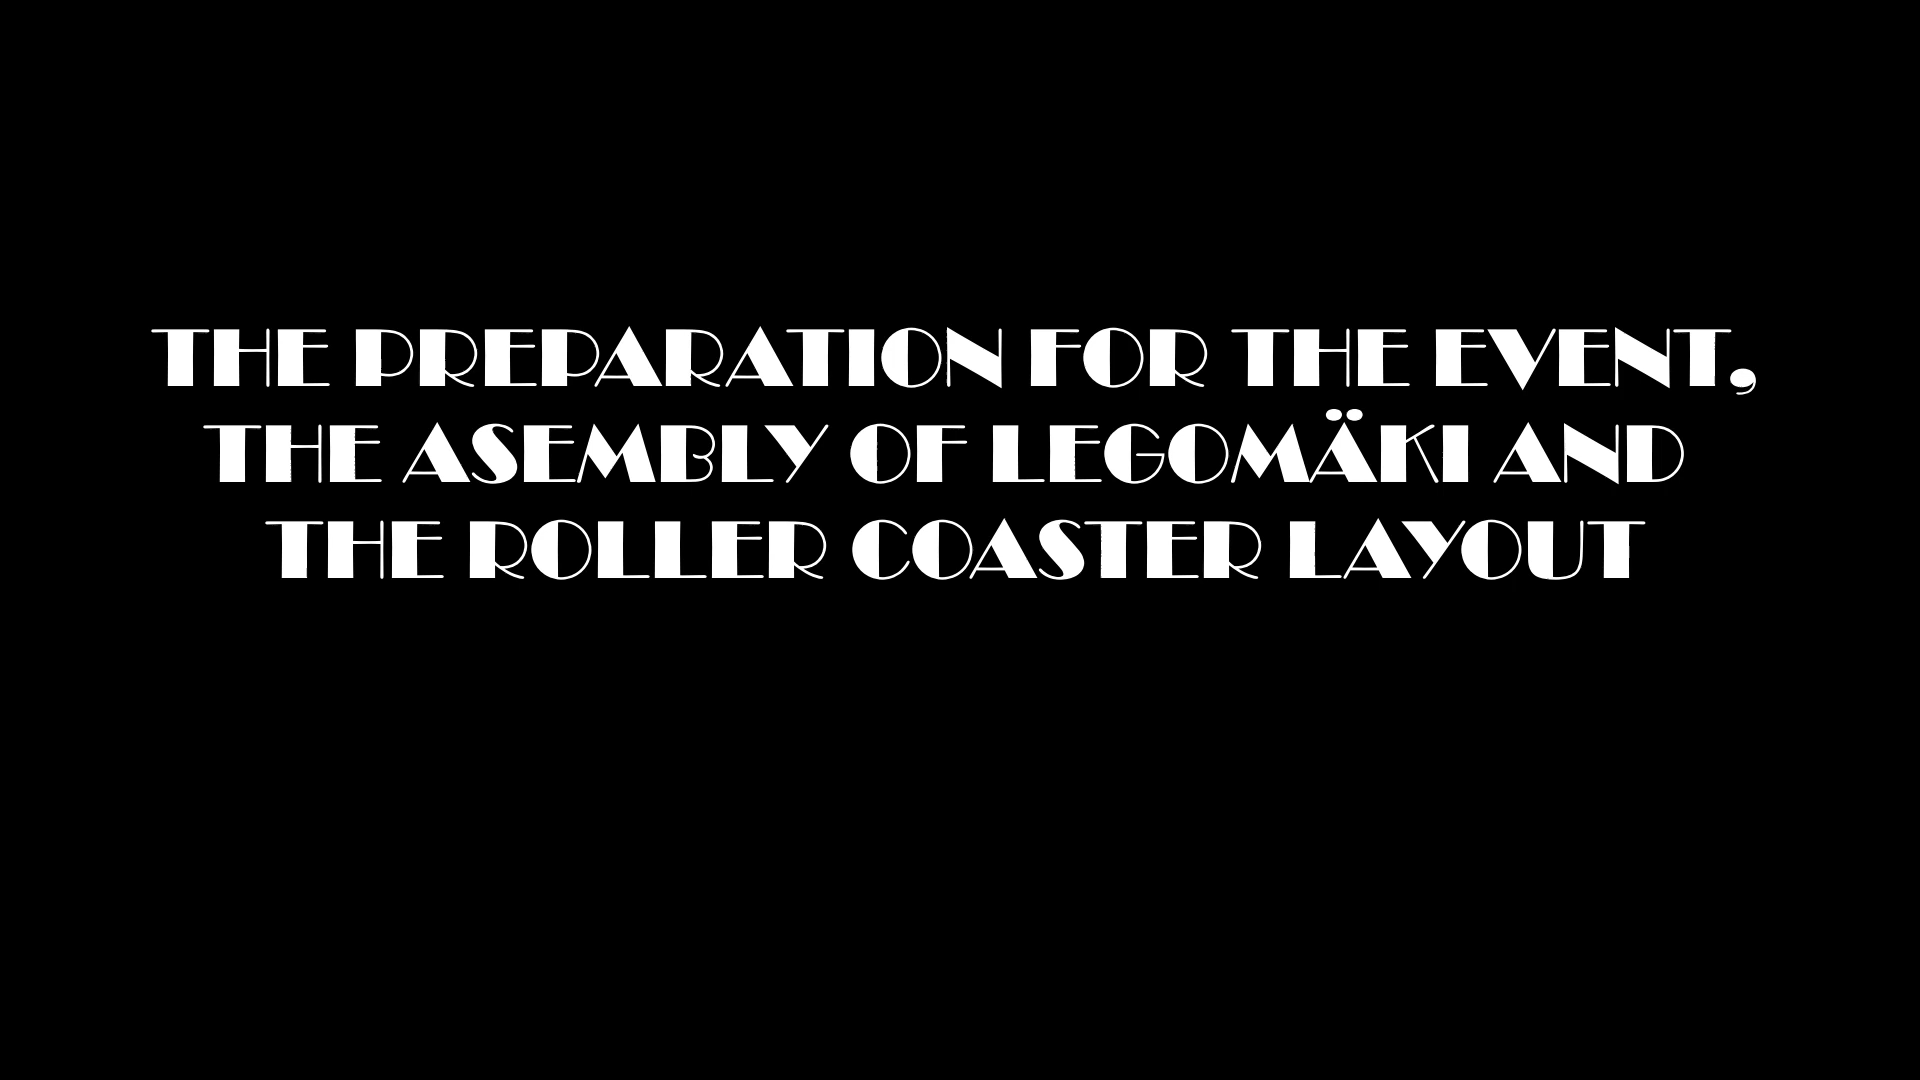 THE PREPARATION FOR THE EVENT,
THE ASEMBLY OF LEGOMÄKI AND
THE ROLLER COASTER LAYOUT